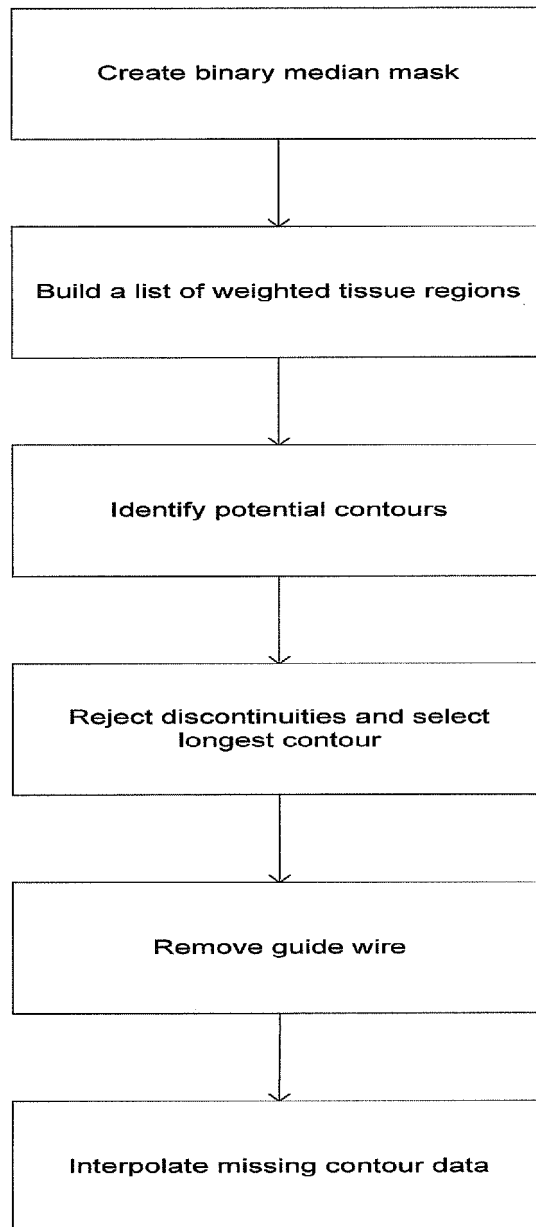 Create binary median mask
Build a list of weighted tissue regions
Identify potential contours
Reject discontinuities and select
longest contour
Remove guide wire
Interpolate missing contour data